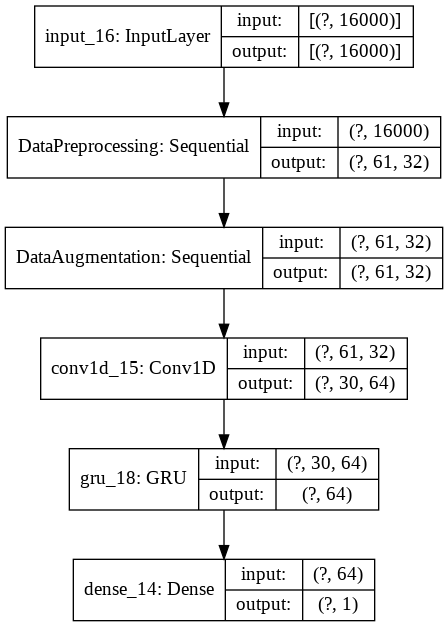 input_16: InputLayer
input:
[(?, 16000)]
output:
[(?, 16000)]
DataPreprocessing: Sequential
input:
(?, 16000)
output:
(?, 61, 32)
DataAugmentation: Sequential
input:
(?, 61, 32)
output:
(?, 61, 32)
conv1d_15: Conv1D
input:
(?, 61, 32)
output:
(?, 30, 64)
gru_18: GRU
input:
(?, 30, 64)
output:
(?, 64)
dense_14: Dense
input:
(?, 64)
output:
(?, 1)